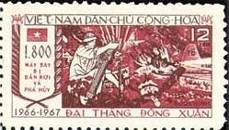 VIỆT-NAM DÂN CHỦ CỘNG-HÒA
12
1.800
MÁY BAY
BỊ
BẮN RƠI
VÀ
PHÁ HỦY
1966-1967 ĐẠI THẮNG ĐÔNG XUÂN